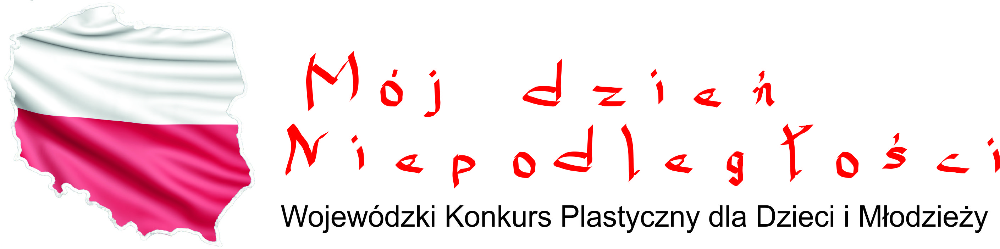 Mój dzień
Niepodległości
Wojewódzki Konkurs Plastyczny dla Dzieci i Młodzieży